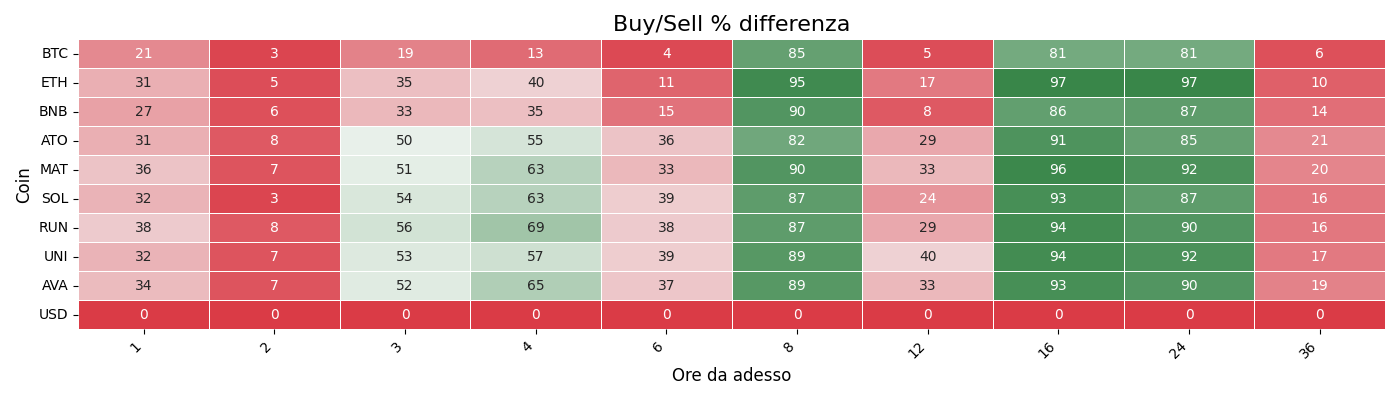 Buy/Sell % differenza
Coin
BTC 21 3 19 13 4 85 5 81 81 6
ETH 31 5 35 40 11 95 17 97 97 10
BNB 27 6 33 35 15 90 8 86 87 14
ATO 31 8 50 55 36 82 29 91 85 21
MAT 36 7 51 63 33 90 33 96 92 20
SOL 32 3 54 63 39 87 24 93 87 16
RUN 38 8 56 69 38 87 29 94 90 16
UNI 32 7 53 57 39 89 40 94 92 17
AVA 34 7 52 65 37 89 33 93 90 19
USD 0 0 0 0 0 0 0 0 0 0
1 2 3 4 6 8 12 16 24 36
Ore da adesso